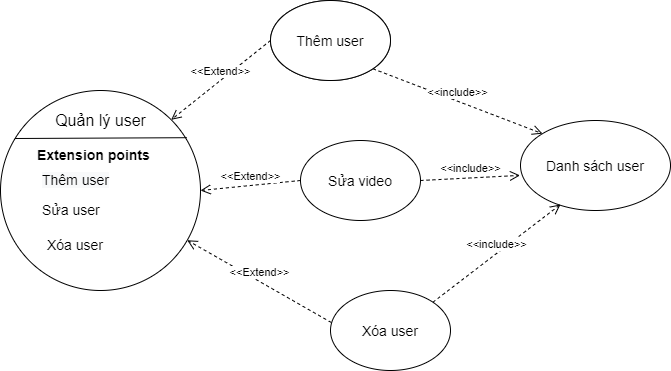 Thêm user
<<Extend>>
<<include>>
Quản lý user
Extension points
Thêm user
Sửa user
Xóa user
<<Extend>>
Sửa video
<<include>>
Danh sách user
<<Extend>>
<<include>>
Xóa user